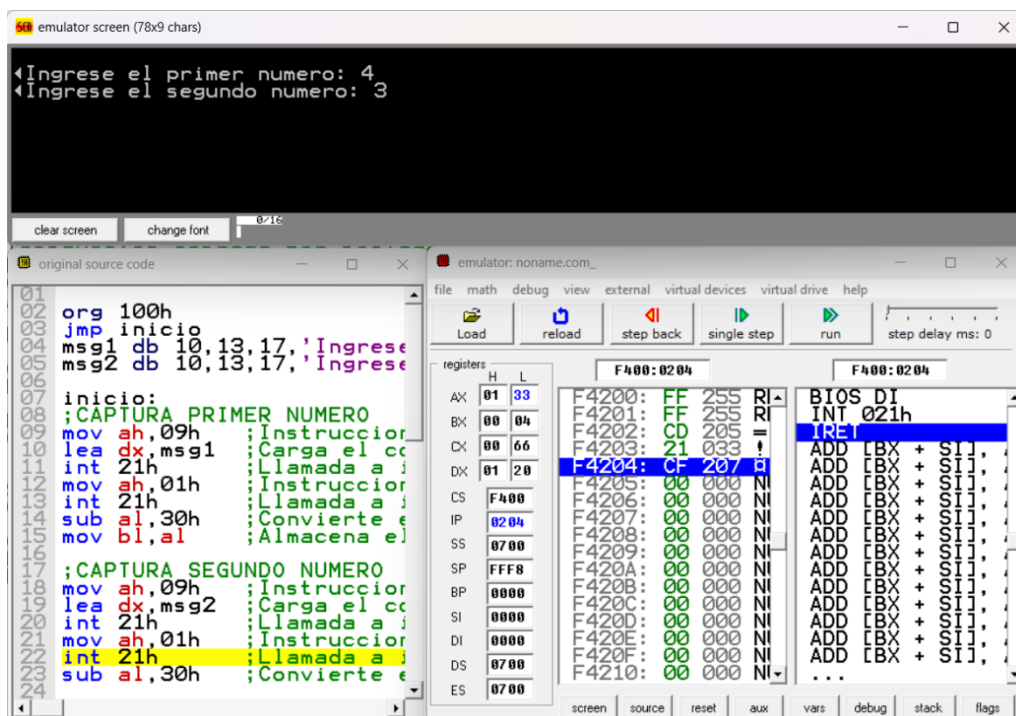 emulator screen (78x9 chars)
◄Ingrese el primer numero: 4
◄Ingrese el segundo numero: 3
clear screen
change font
0/16
original source code
01
02 org 100h
03 jmp inicio
04 msg1 db 10,13,17,'Ingrese
05 msg2 db 10,13,17,'Ingrese
06
07 inicio:
08 ;CAPTURA PRIMER NUMERO
09 mov ah,09h ;Instruccion
10 lea dx,msg1 ;Carga el co
11 int 21h ;Llamada a i
12 mov ah,01h ;Instruccion
13 int 21h ;Llamada a i
14 sub al,30h ;Convierte e
15 mov bl,al ;Almacena el
16
17 ;CAPTURA SEGUNDO NUMERO
18 mov ah,09h ;Instruccion
19 lea dx,msg2 ;Carga el co
20 int 21h ;Llamada a i
21 mov ah,01h ;Instruccion
22 int 21h ;Llamada a i
23 sub al,30h ;Convierte e
24
emulator: noname.com_
file math debug view external virtual devices virtual drive help
Load reload step back single step run step delay ms: 0
registers
H L
AX 01 33
BX 00 04
CX 00 66
DX 01 20
CS F400
IP 0204
SS 0700
SP FFF8
BP 0000
SI 0000
DI 0000
DS 0700
ES 0700
F400:0204
F4200: FF 255 R
F4201: FF 255 R
F4202: CD 205 =
F4203: 21 033 !
F4204: CF 207 ¤
F4205: 00 000 N
F4206: 00 000 N
F4207: 00 000 N
F4208: 00 000 N
F4209: 00 000 N
F420A: 00 000 N
F420B: 00 000 N
F420C: 00 000 N
F420D: 00 000 N
F420E: 00 000 N
F420F: 00 000 N
F4210: 00 000 N
F400:0204
BIOS DI
INT 021h
IRET
ADD [BX + SI],
ADD [BX + SI],
ADD [BX + SI],
ADD [BX + SI],
ADD [BX + SI],
ADD [BX + SI],
ADD [BX + SI],
ADD [BX + SI],
ADD [BX + SI],
ADD [BX + SI],
ADD [BX + SI],
ADD [BX + SI],
...
screen source reset aux vars debug stack flags